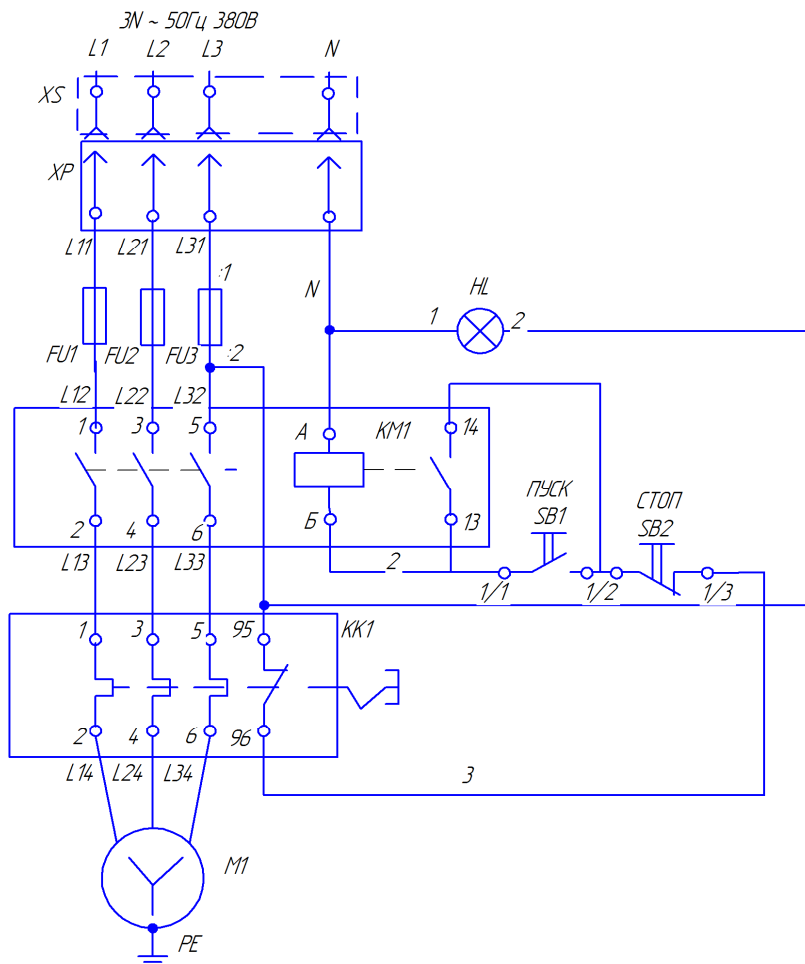 3N ~ 50Гц 380В
L1 L2 L3 N
XS
XP
L11 L21 L31
:1
N
HL
1 2
FU1 FU2 FU3 :2
L12 L22 L32
1 3 5 А КМ1 14
ПУСК
SB1
СТОП
SB2
2 4 6 Б 13
L13 L23 L33 2
1/1 1/2 1/3
1 3 5 95 КК1
2 4 6 96
L14 L24 L34 3
М1
PE